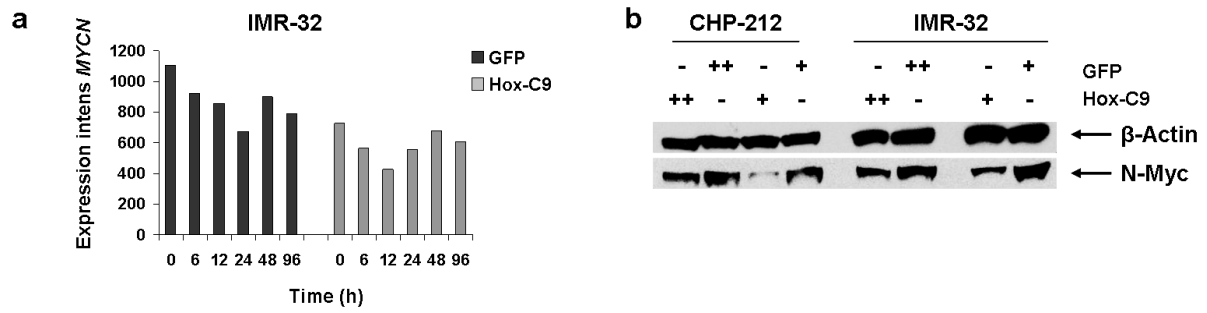 a
IMR-32
Expression intens MYCN
1200
1000
800
600
400
200
0
GFP
Hox-C9
0 6 12 24 48 96 0 6 12 24 48 96
Time (h)
b
CHP-212 IMR-32
- ++ - + - ++ - + GFP
++ - + - ++ - + - Hox-C9
β-Actin
N-Myc